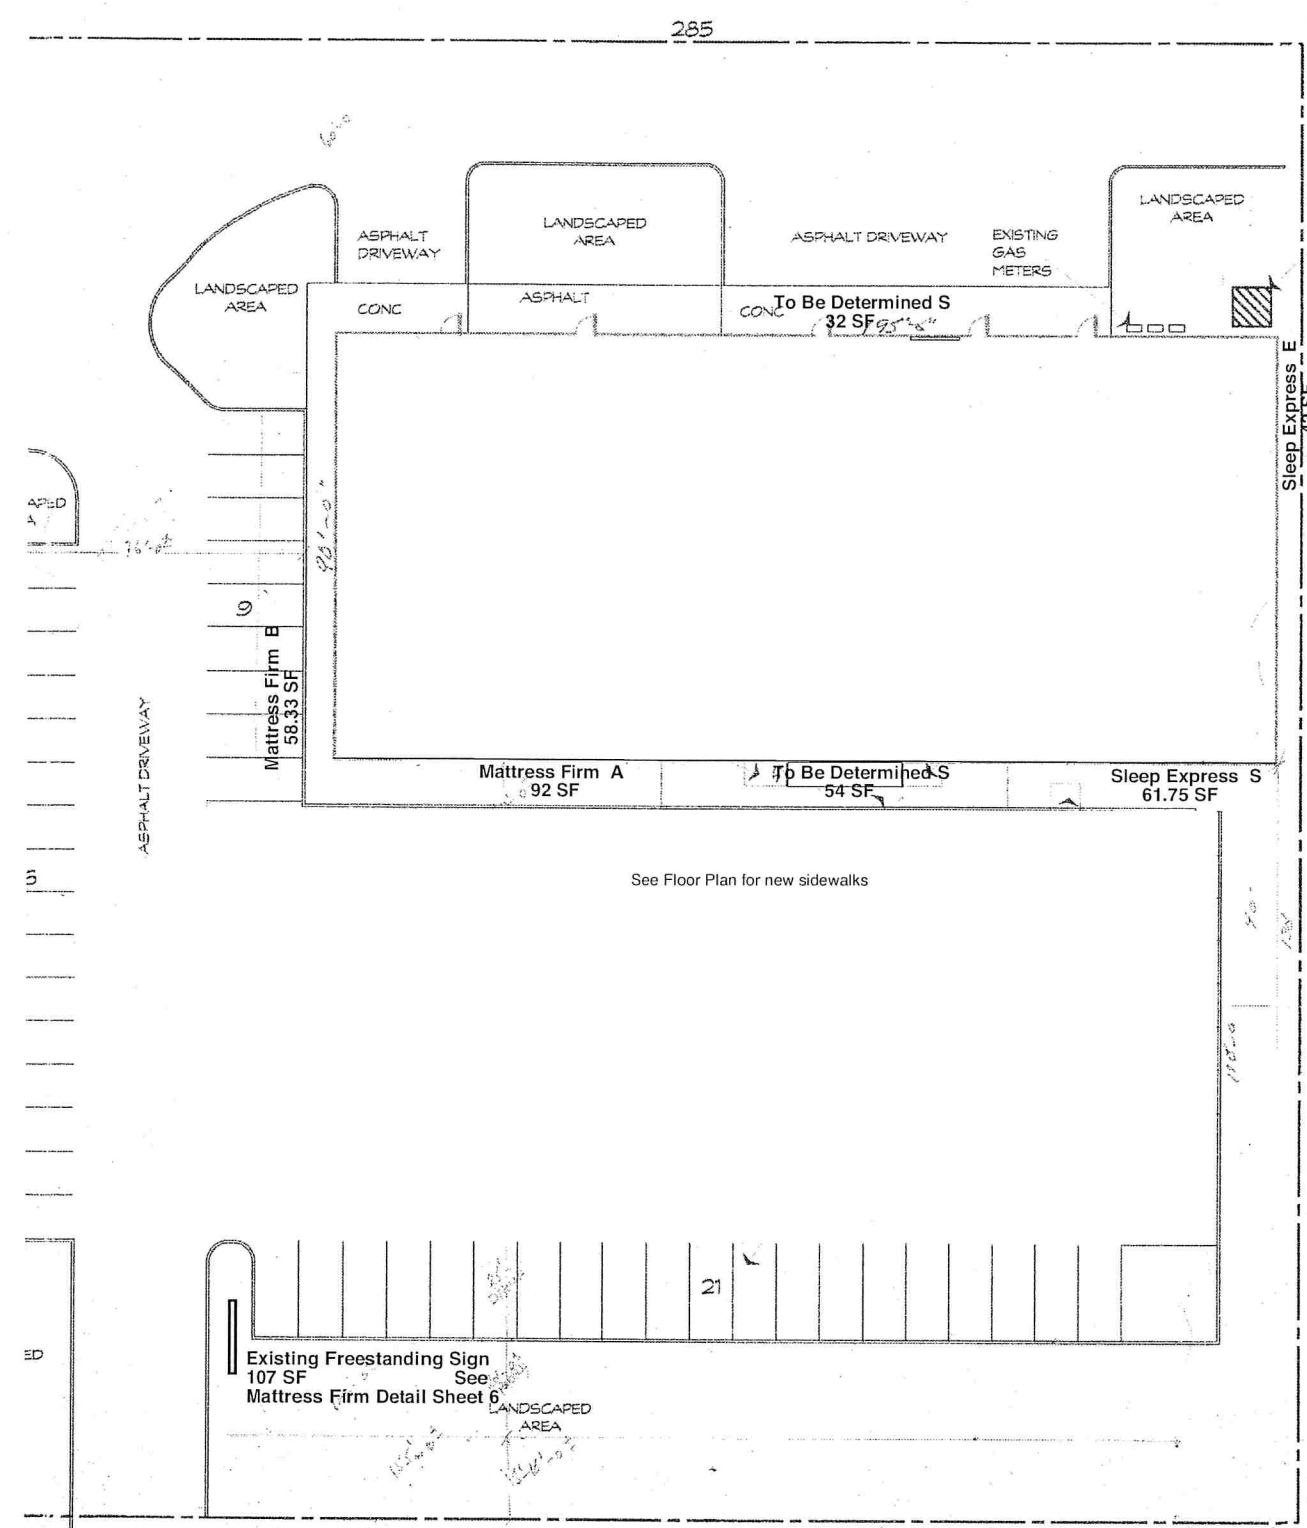 285
LANDSCAPED
AREA
LANDSCAPED
AREA
ASPHALT
DRIVEWAY
ASPHALT DRIVEWAY
EXISTING
GAS
METERS
LANDSCAPED
AREA
CONC
ASPHALT
CONC
To Be Determined S
32 SF
Sleep Express E
9
Mattress Firm B
58.33 SF
ASPHALT DRIVEWAY
Mattress Firm A
92 SF
To Be Determined S
54 SF
Sleep Express S
61.75 SF
See Floor Plan for new sidewalks
5
21
Existing Freestanding Sign
107 SF See
Mattress Firm Detail Sheet 6
LANDSCAPED
AREA
ED